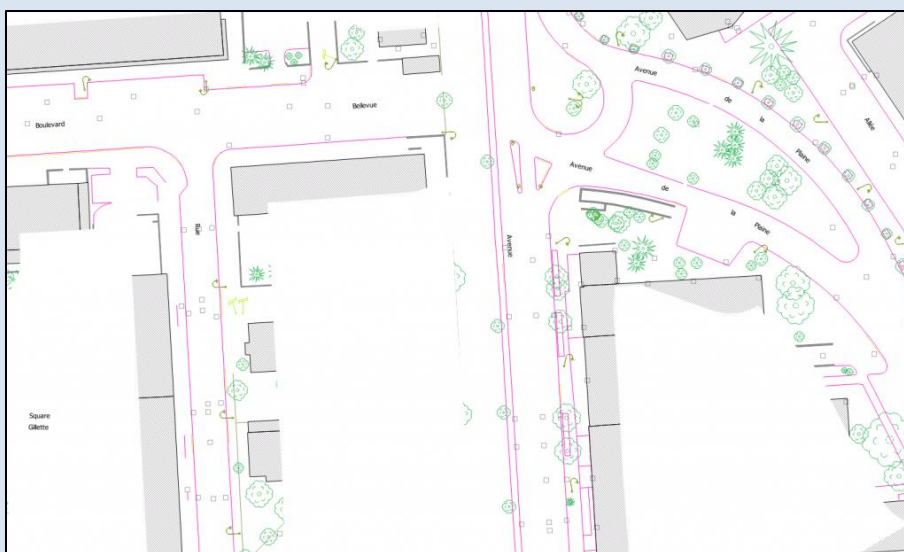 Avenue
de
la
Plaine
Allée
Boulevard
Bellevue
Avenue
de
la
Plaine
Rue
Avenue
Square
Gillette